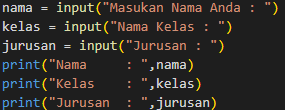 nama = input("Masukan Nama Anda : ")
kelas = input("Nama Kelas : ")
jurusan = input("Jurusan : ")
print("Nama     : ",nama)
print("Kelas    : ",kelas)
print("Jurusan  : ",jurusan)